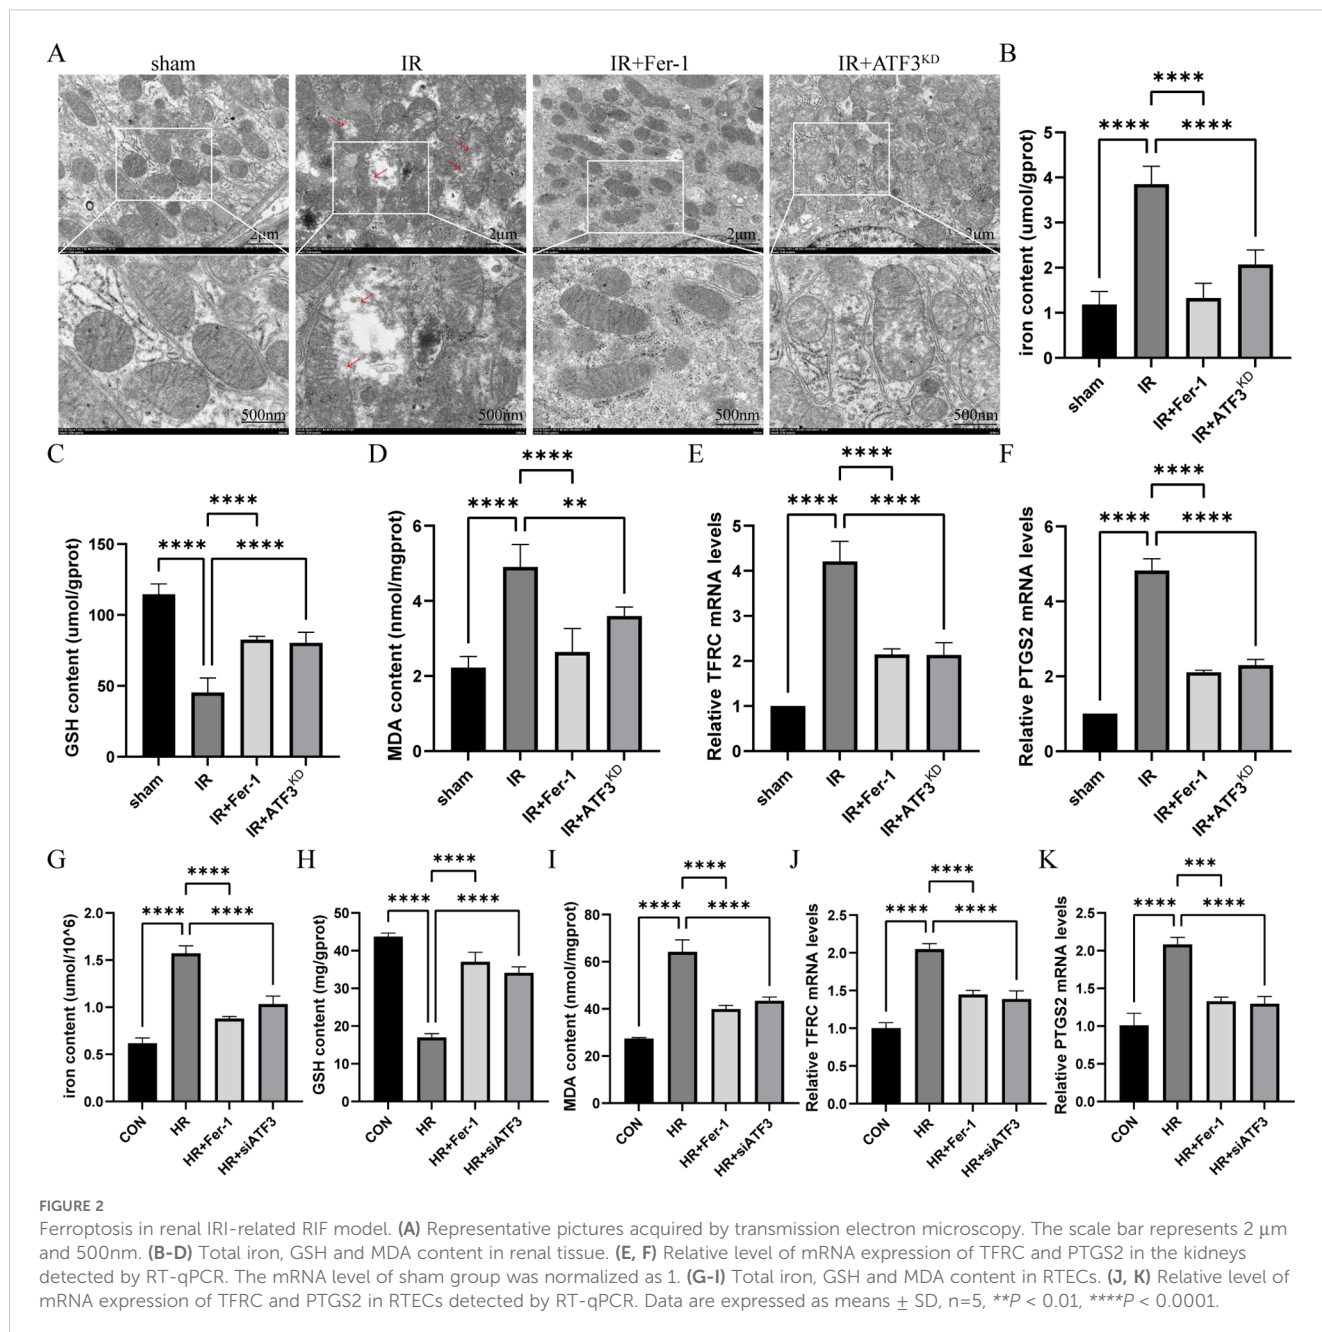 A
sham
IR
IR+Fer-1
IR+ATF3KD
2μm
2μm
2μm
2μm
500nm
500nm
500nm
500nm
B
****
**** ****
iron content (umol/gprot)
5
4
3
2
1
0
sham
IR
IR+Fer-1
IR+ATF3KD
C
****
**** ****
GSH content (umol/gprot)
150
100
50
0
sham
IR
IR+Fer-1
IR+ATF3KD
D
****
**** **
MDA content (nmol/mgprot)
6
4
2
0
sham
IR
IR+Fer-1
IR+ATF3KD
E
****
**** ****
Relative TFRC mRNA levels
5
4
3
2
1
0
sham
IR
IR+Fer-1
IR+ATF3KD
F
****
**** ****
Relative PTGS2 mRNA levels
6
4
2
0
sham
IR
IR+Fer-1
IR+ATF3KD
G
****
**** ****
iron content (umol/10^6)
2.0
1.5
1.0
0.5
0.0
CON
HR
HR+Fer-1
HR+siATF3
H
****
**** ****
GSH content (mg/gprot)
50
40
30
20
10
0
CON
HR
HR+Fer-1
HR+siATF3
I
****
**** ****
MDA content (nmol/mgprot)
80
60
40
20
0
CON
HR
HR+Fer-1
HR+siATF3
J
****
**** ****
Relative TFRC mRNA levels
2.5
2.0
1.5
1.0
0.5
0.0
CON
HR
HR+Fer-1
HR+siATF3
K
***
**** ****
Relative PTGS2 mRNA levels
2.5
2.0
1.5
1.0
0.5
0.0
CON
HR
HR+Fer-1
HR+siATF3
FIGURE 2
Ferroptosis in renal IRI-related RIF model. (A) Representative pictures acquired by transmission electron microscopy. The scale bar represents 2 μm
and 500nm. (B-D) Total iron, GSH and MDA content in renal tissue. (E, F) Relative level of mRNA expression of TFRC and PTGS2 in the kidneys
detected by RT-qPCR. The mRNA level of sham group was normalized as 1. (G-I) Total iron, GSH and MDA content in RTECs. (J, K) Relative level of
mRNA expression of TFRC and PTGS2 in RTECs detected by RT-qPCR. Data are expressed as means ± SD, n=5, **P < 0.01, ****P < 0.0001.